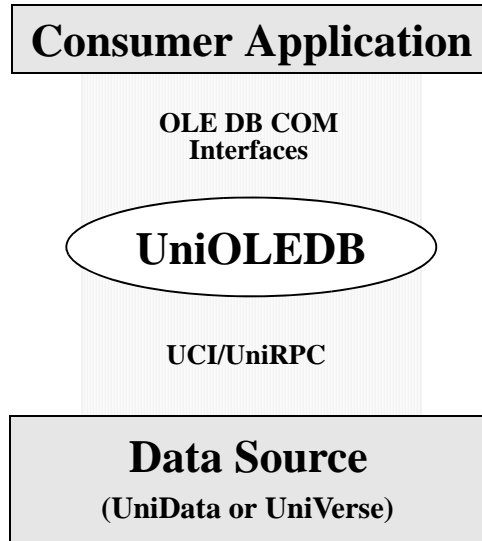 Consumer Application
OLE DB COM
Interfaces
UniOLEDB
UCI/UniRPC
Data Source
(UniData or UniVerse)